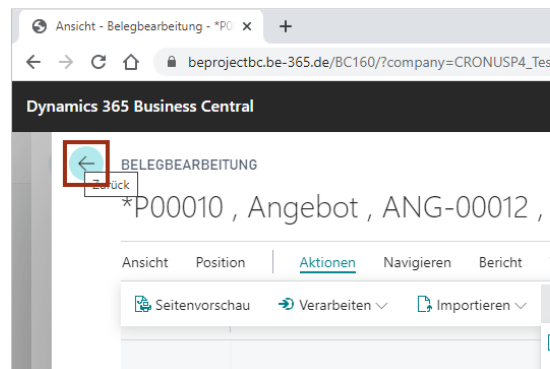 Ansicht - Belegbearbeitung - *P0
beprojectbc.be-365.de/BC160/?company=CRONUSP4_Tes
Dynamics 365 Business Central
BELEGBEARBEITUNG
Zurück
*P00010 , Angebot , ANG-00012 ,
Ansicht Position Aktionen Navigieren Bericht
Seitenvorschau Verarbeiten Importieren